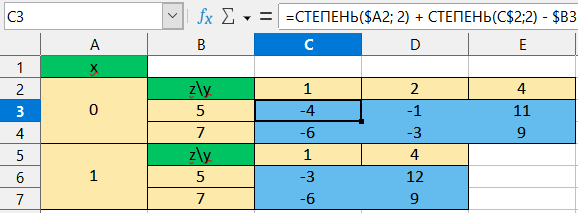 C3 fx Σ = =СТЕПЕНЬ($A2; 2) + СТЕПЕНЬ(C$2;2) - $B3
A B C D E
1 x
2 0 z\y 1 2 4
3 5 -4 -1 11
4 7 -6 -3 9
5 1 z\y 1 4
6 5 -3 12
7 7 -6 9